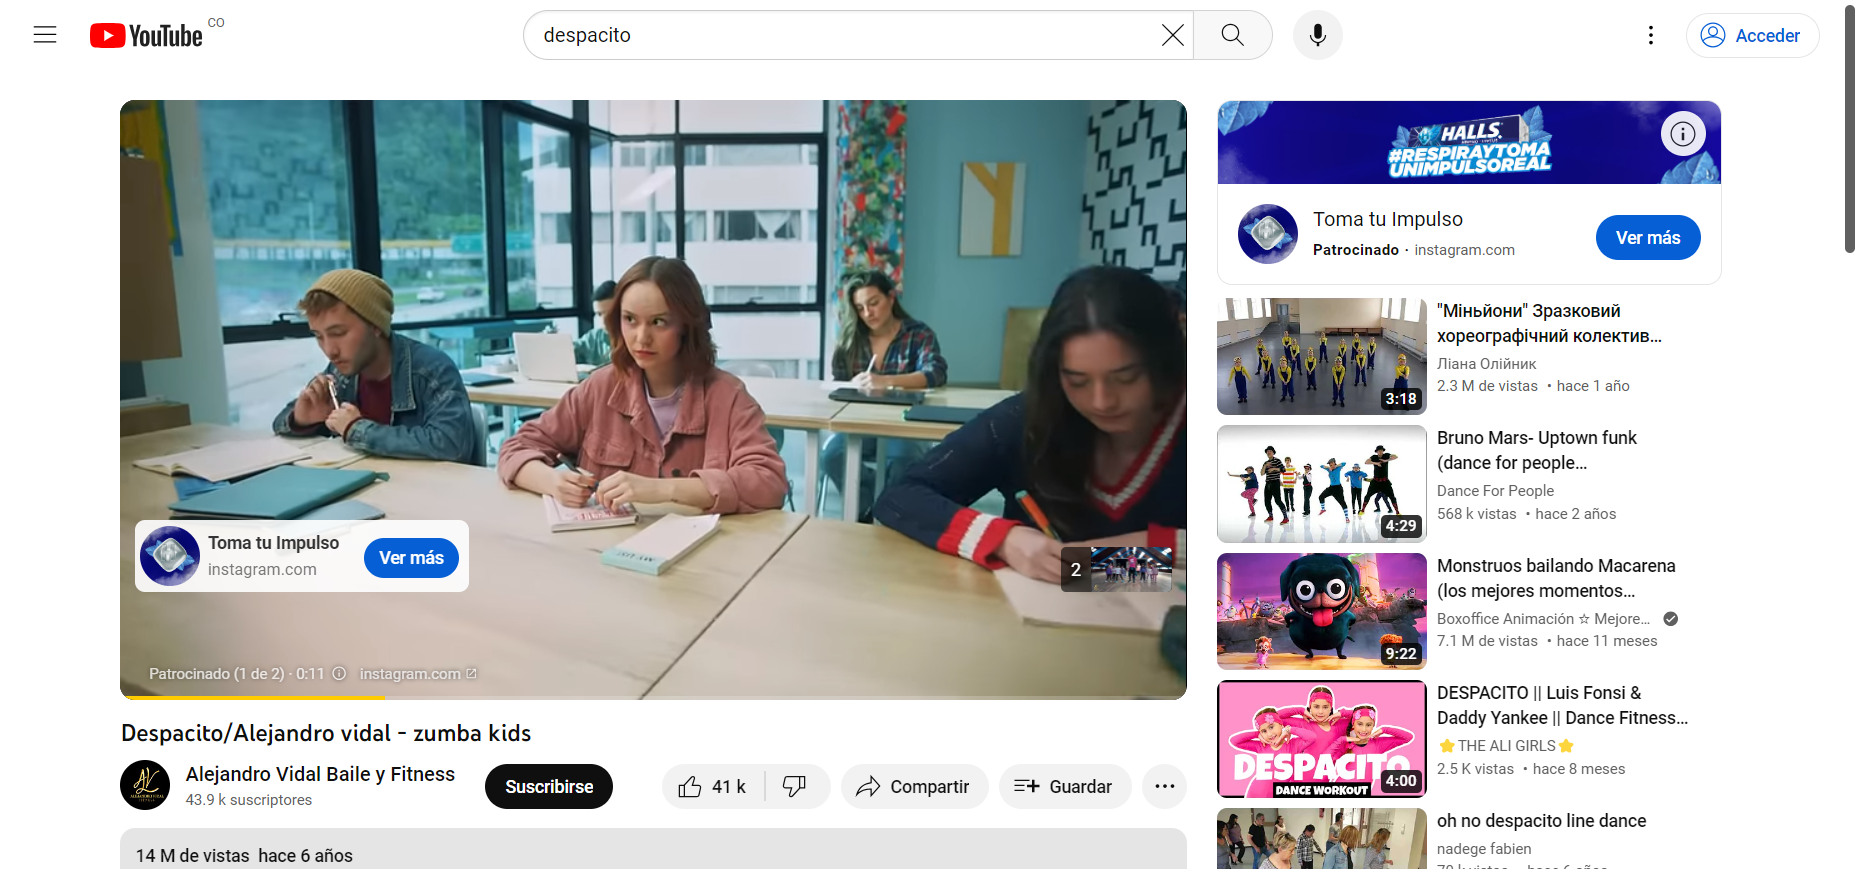 YouTube CO
despacito
Acceder
Toma tu Impulso
instagram.com
Ver más
2
Patrocinado (1 de 2) · 0:11
instagram.com
Despacito/Alejandro vidal - zumba kids
Alejandro Vidal Baile y Fitness
43.9 k suscriptores
Suscribirse
41 k
Compartir
Guardar
14 M de vistas hace 6 años
HALLS.
#RESPIRAYTOMA
UNIMPULSOREAL
Toma tu Impulso
Patrocinado · instagram.com
Ver más
3:18
"Міньйони" Зразковий
хореографічний колектив...
Ліана Олійник
2.3 M de vistas • hace 1 año
4:29
Bruno Mars- Uptown funk
(dance for people...
Dance For People
568 k vistas • hace 2 años
9:22
Monstruos bailando Macarena
(los mejores momentos...
Boxoffice Animación ☆ Mejore...
7.1 M de vistas • hace 11 meses
DESPACITO
DANCE WORKOUT
4:00
DESPACITO || Luis Fonsi &
Daddy Yankee || Dance Fitness...
⭐THE ALI GIRLS⭐
2.5 K vistas • hace 8 meses
oh no despacito line dance
nadege fabien